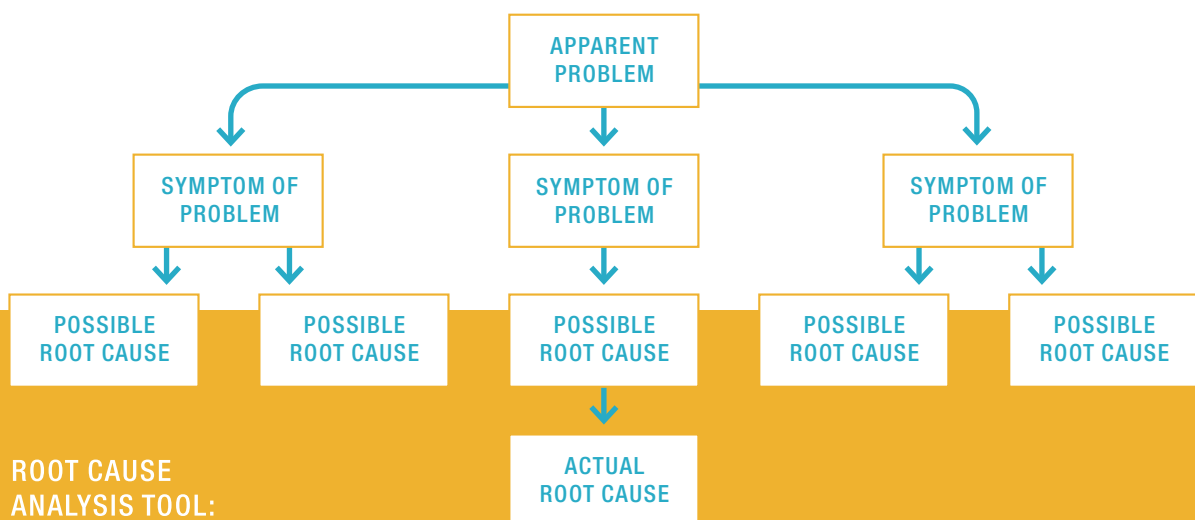 APPARENT
PROBLEM
SYMPTOM OF
PROBLEM
SYMPTOM OF
PROBLEM
SYMPTOM OF
PROBLEM
POSSIBLE
ROOT CAUSE
POSSIBLE
ROOT CAUSE
POSSIBLE
ROOT CAUSE
POSSIBLE
ROOT CAUSE
POSSIBLE
ROOT CAUSE
ACTUAL
ROOT CAUSE
ROOT CAUSE
ANALYSIS TOOL: